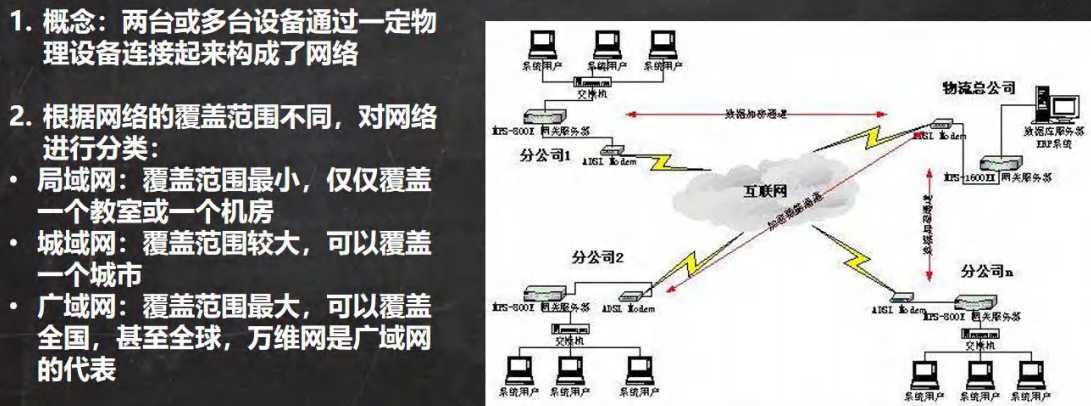 1. 概念：两台或多台设备通过一定物
理设备连接起来构成了网络
2. 根据网络的覆盖范围不同，对网络
进行分类：
• 局域网：覆盖范围最小，仅仅覆盖
一个教室或一个机房
• 城域网：覆盖范围较大，可以覆盖
一个城市
• 广域网：覆盖范围最大，可以覆盖
全国，甚至全球，万维网是广域网
的代表
系统用户 系统用户 系统用户
交换机
MPS-800X 网关服务器
分公司1
ADSL Modem
数据加密通道
物流总公司
数据库服务器
ERP系统
ADSL Modem
网关服务器
互联网
加密数据通道
数据加密通道
分公司2
MPS-800X 网关服务器
ADSL Modem
交换机
系统用户 系统用户 系统用户
分公司n
ADSL Modem
MPS-800X 网关服务器
交换机
系统用户 系统用户 系统用户